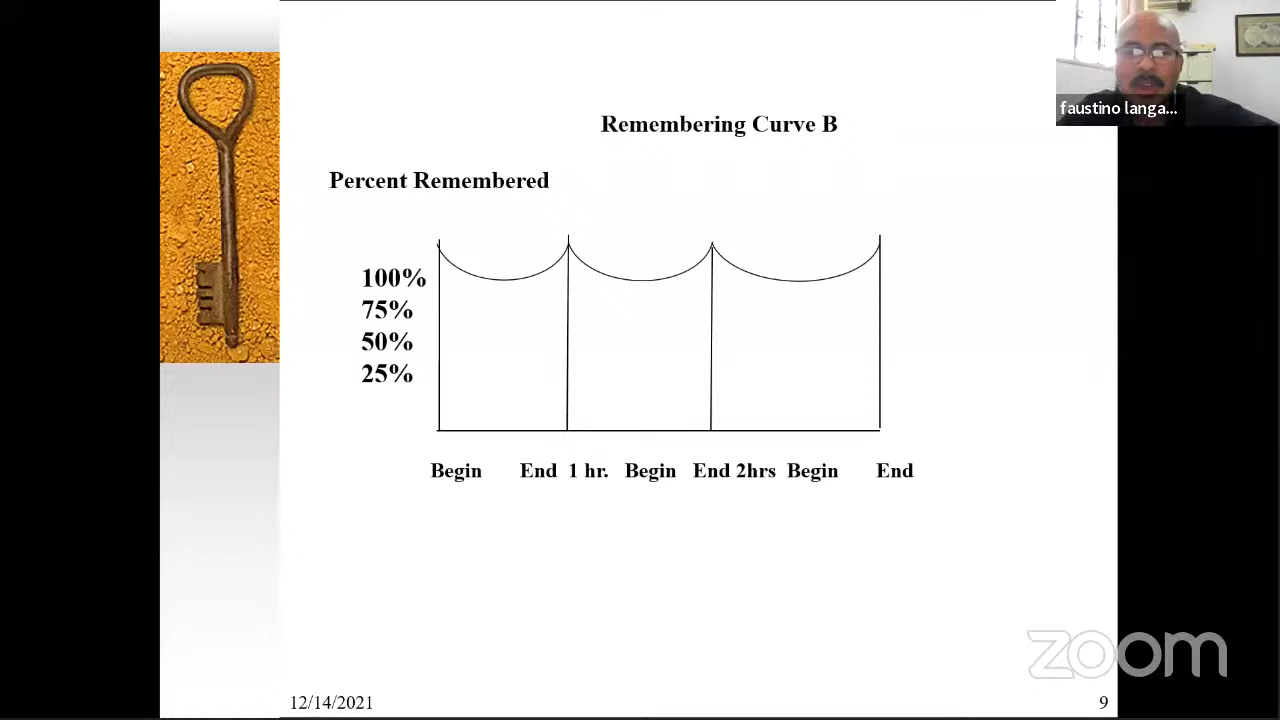 faustino langa...
Remembering Curve B
Percent Remembered
100%
75%
50%
25%
Begin End 1 hr. Begin End 2hrs Begin End
zoom
12/14/2021
9